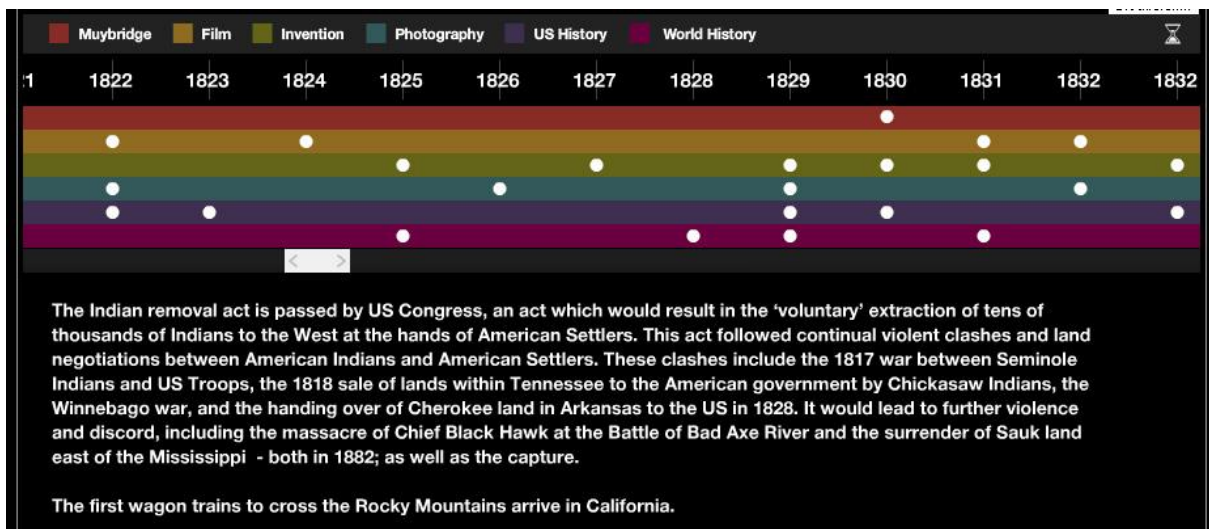 Muybridge Film Invention Photography US History World History
1822 1823 1824 1825 1826 1827 1828 1829 1830 1831 1832 1832
< >
The Indian removal act is passed by US Congress, an act which would result in the ‘voluntary’ extraction of tens of
thousands of Indians to the West at the hands of American Settlers. This act followed continual violent clashes and land
negotiations between American Indians and American Settlers. These clashes include the 1817 war between Seminole
Indians and US Troops, the 1818 sale of lands within Tennessee to the American government by Chickasaw Indians, the
Winnebago war, and the handing over of Cherokee land in Arkansas to the US in 1828. It would lead to further violence
and discord, including the massacre of Chief Black Hawk at the Battle of Bad Axe River and the surrender of Sauk land
east of the Mississippi - both in 1882; as well as the capture.
The first wagon trains to cross the Rocky Mountains arrive in California.